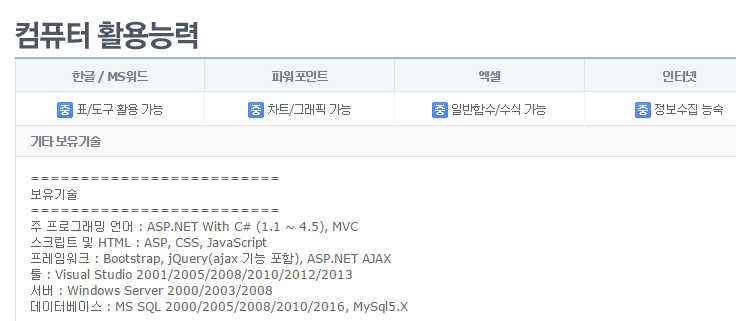 컴퓨터 활용능력
한글 / MS워드 파워포인트 엑셀 인터넷
중 표/도구 활용 가능 중 차트/그래픽 가능 중 일반함수/수식 가능 중 정보수집 능숙
기타 보유기술
=========================
보유기술
=========================
주 프로그래밍 언어 : ASP.NET With C# (1.1 ~ 4.5), MVC
스크립트 및 HTML : ASP, CSS, JavaScript
프레임워크 : Bootstrap, jQuery(ajax 기능 포함), ASP.NET AJAX
툴 : Visual Studio 2001/2005/2008/2010/2012/2013
서버 : Windows Server 2000/2003/2008
데이터베이스 : MS SQL 2000/2005/2008/2010/2016, MySql5.X